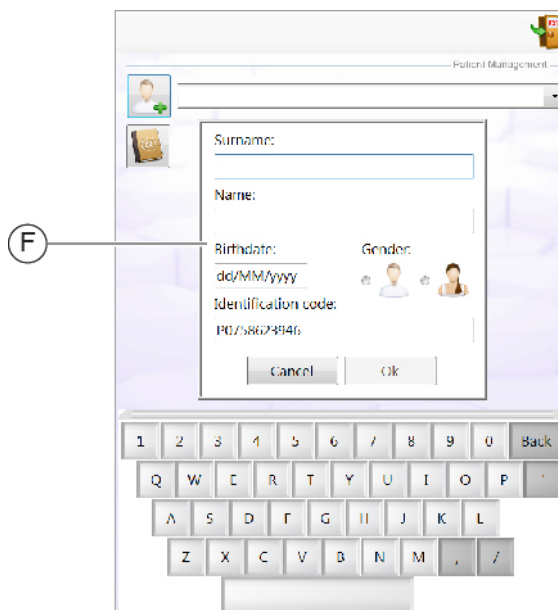 Patient Management
Surname:
Name:
F
Birthdate: Gender:
dd/MM/yyyy
Identification code:
P0758623946
Cancel Ok
1 2 3 4 5 6 7 8 9 0 Back
Q W E R T Y U I O P '
A S D F G H J K L
Z X C V B N M , /